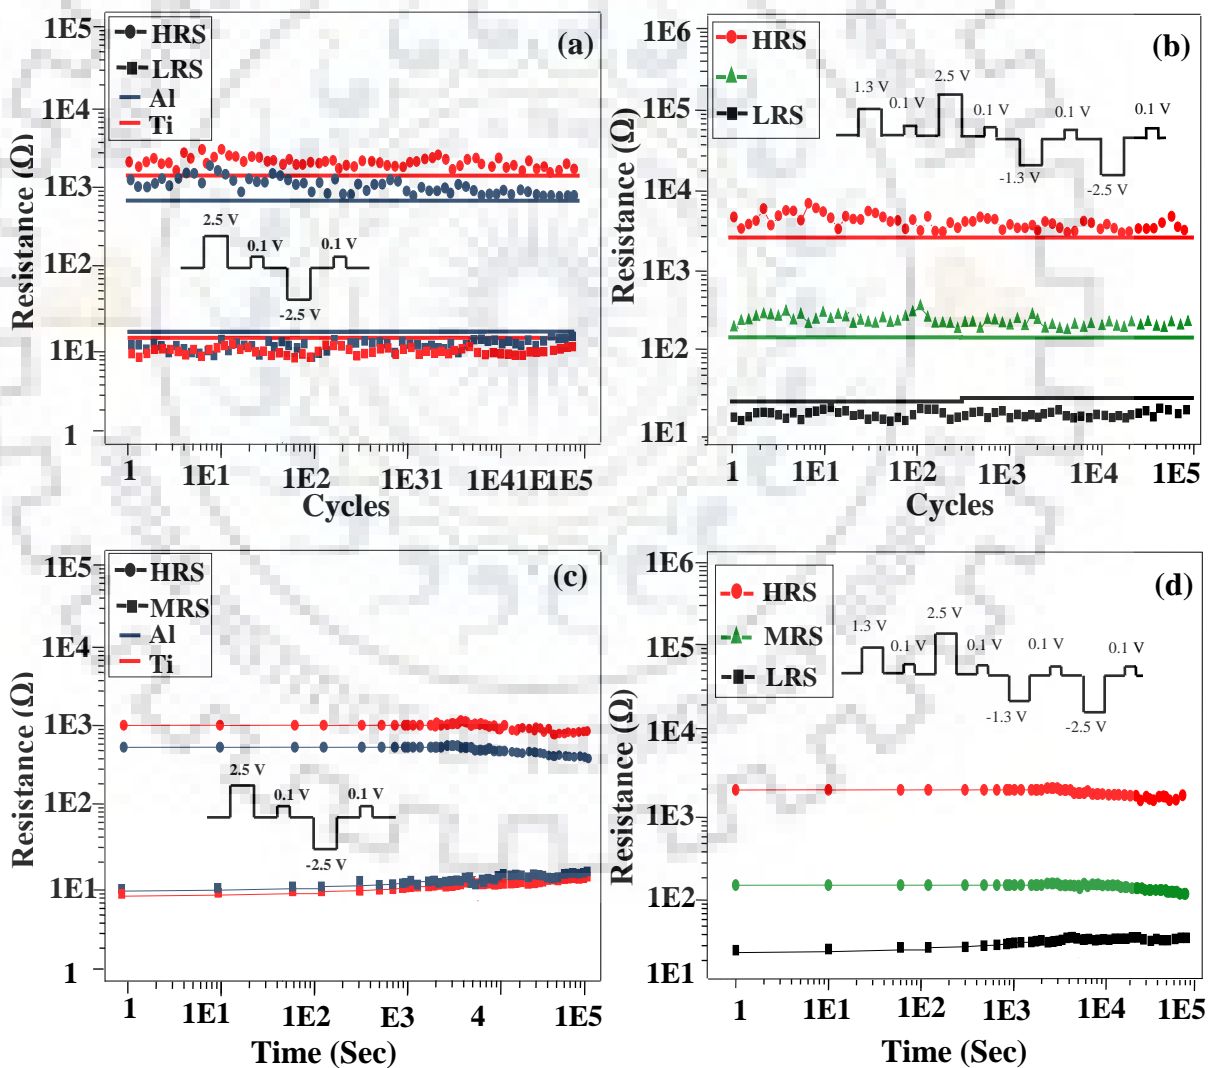 (a)
HRS
LRS
Al
Ti
1E5
1E4
1E3
1E2
1E1
1
Resistance (Ω)
2.5 V
0.1 V
-2.5 V
0.1 V
1 1E1 1E2 1E31 1E41E1E5
Cycles
(b)
HRS
LRS
1E6
1E5
1E4
1E3
1E2
1E1
Resistance (Ω)
1.3 V
0.1 V
2.5 V
0.1 V
-1.3 V
0.1 V
-2.5 V
0.1 V
1 1E1 1E2 1E3 1E4 1E5
Cycles
(c)
HRS
MRS
Al
Ti
1E5
1E4
1E3
1E2
1E1
1
Resistance (Ω)
2.5 V
0.1 V
-2.5 V
0.1 V
1 1E1 1E2 E3 4 1E5
Time (Sec)
(d)
HRS
MRS
LRS
1E6
1E5
1E4
1E3
1E2
1E1
Resistance (Ω)
1.3 V
0.1 V
2.5 V
0.1 V
-1.3 V
0.1 V
-2.5 V
0.1 V
1 1E1 1E2 1E3 1E4 1E5
Time (Sec)